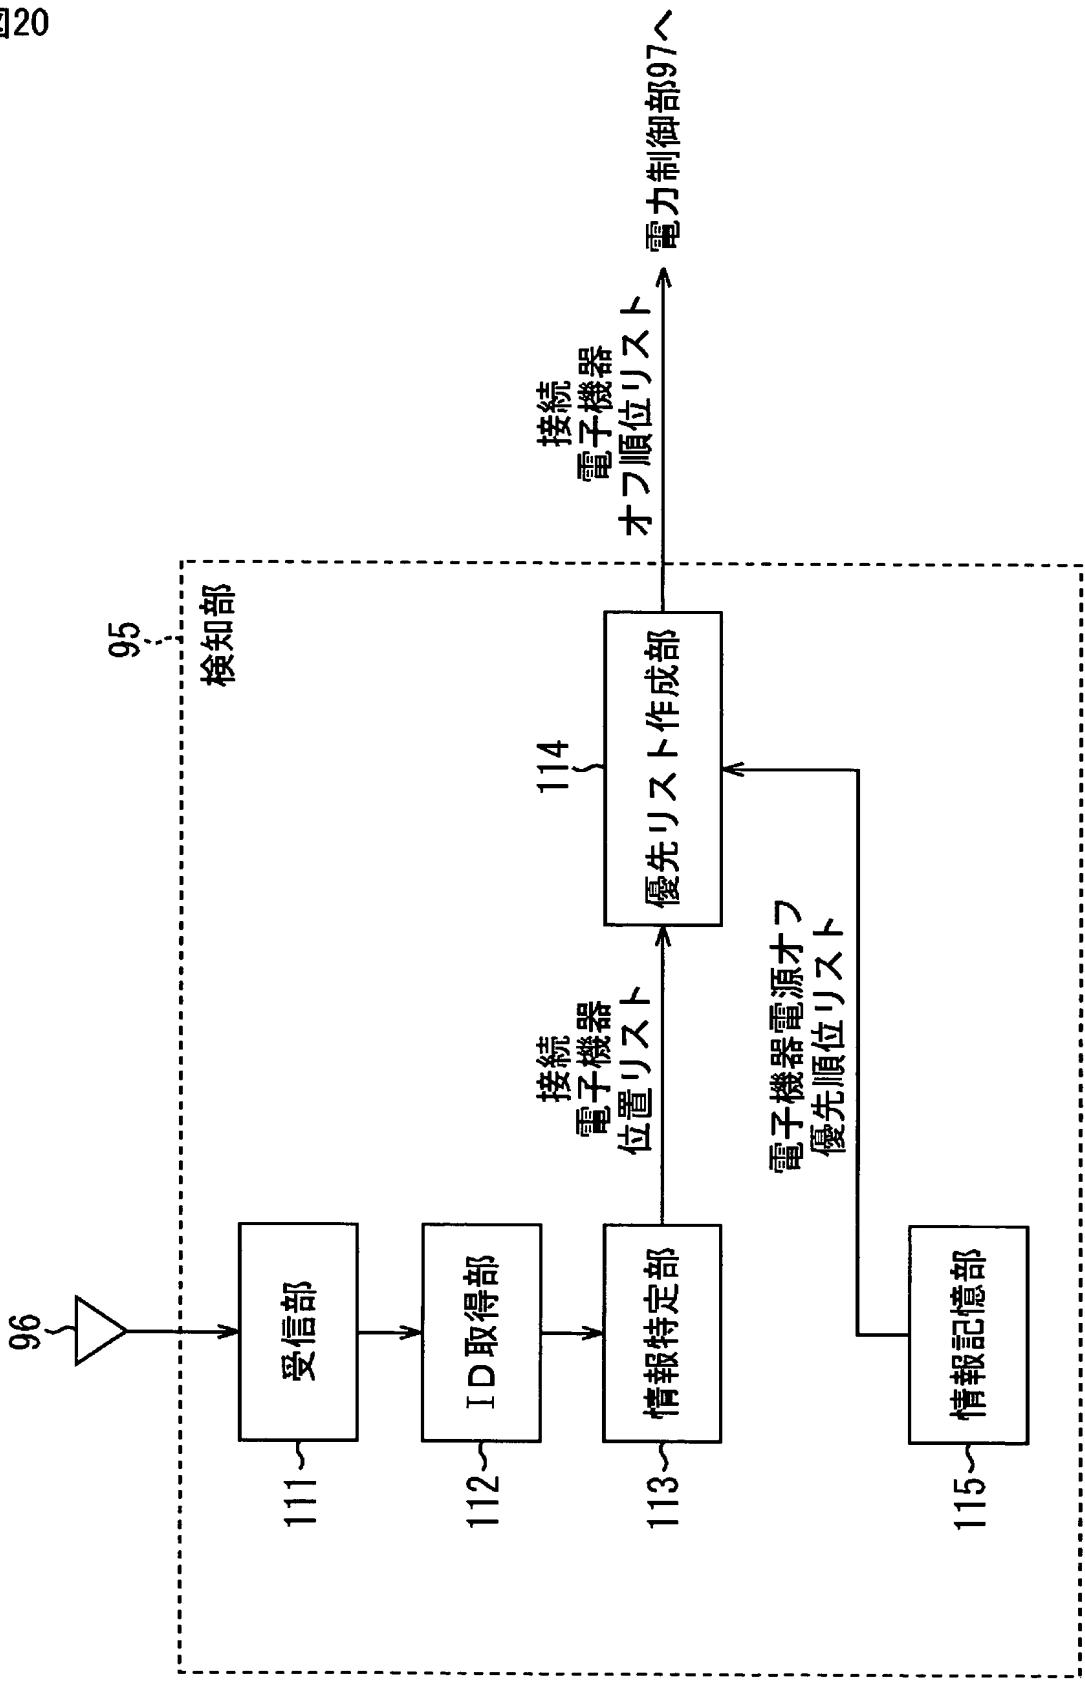 図20
96
95
検知部
111
受信部
112
ID取得部
113
情報特定部
接続
電子機器
位置リスト
114
優先リスト作成部
接続
電子機器
オフ順位リスト
電力制御部97へ
115
情報記憶部
電子機器電源オフ
優先順位リスト